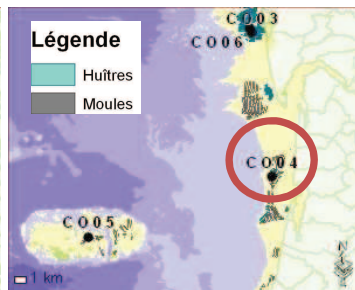 CO03
Légende
CO06
Huîtres
Moules
CO04
CO05
N
1 km